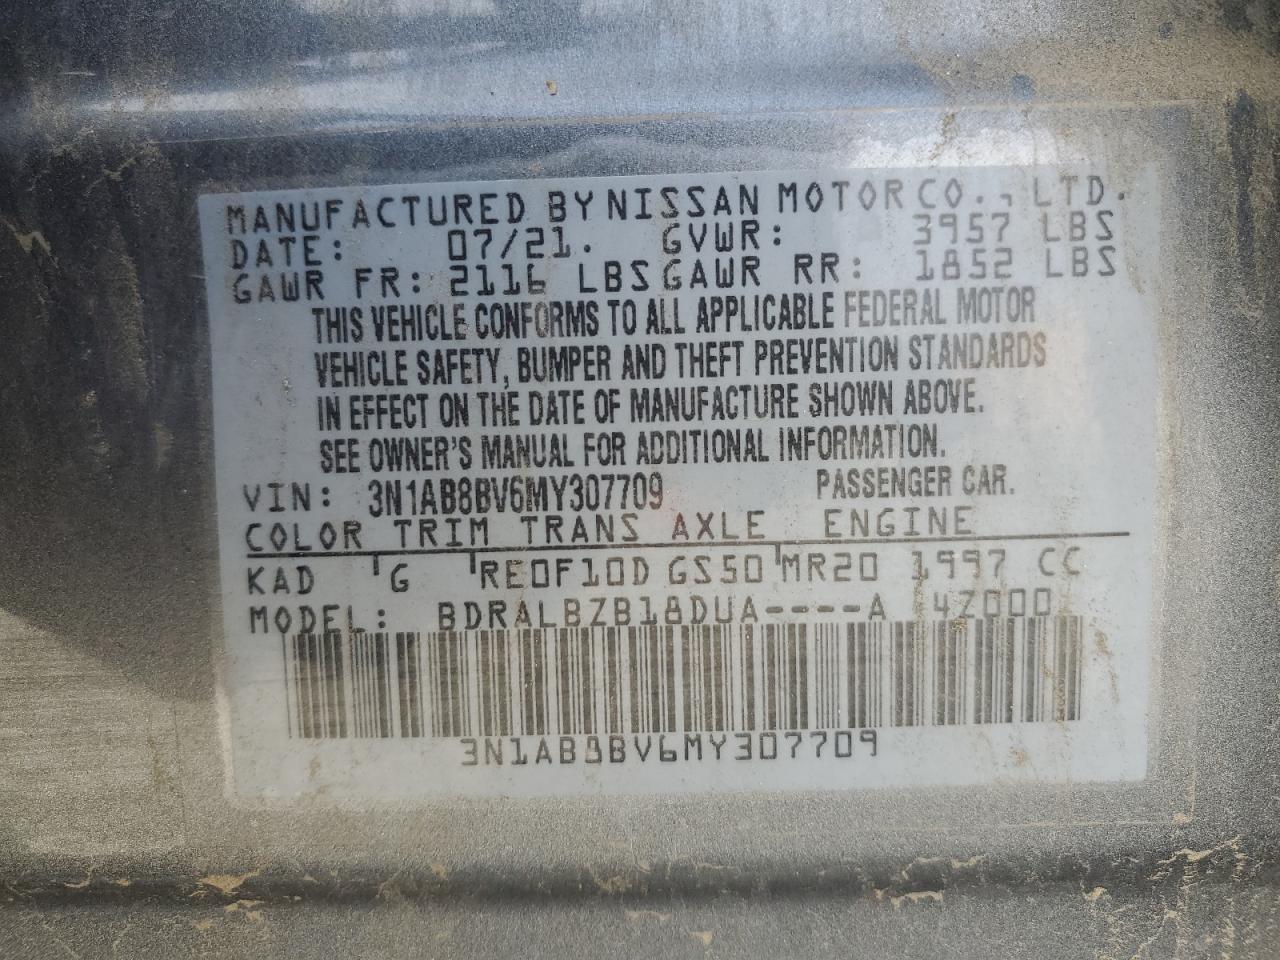 MANUFACTURED BY NISSAN MOTOR CO., LTD.
DATE: 07/21. GVWR: 3957 LBS
GAWR FR: 2116 LBS GAWR RR: 1852 LBS
THIS VEHICLE CONFORMS TO ALL APPLICABLE FEDERAL MOTOR
VEHICLE SAFETY, BUMPER AND THEFT PREVENTION STANDARDS
IN EFFECT ON THE DATE OF MANUFACTURE SHOWN ABOVE.
SEE OWNER'S MANUAL FOR ADDITIONAL INFORMATION.
VIN: 3N1AB8BV6MY307709 PASSENGER CAR.
COLOR TRIM TRANS AXLE ENGINE
KAD G RE0F10D GS50 MR20 1997 CC
MODEL: BDRALBZB18DUA----A 4Z000
3N1AB8BV6MY307709